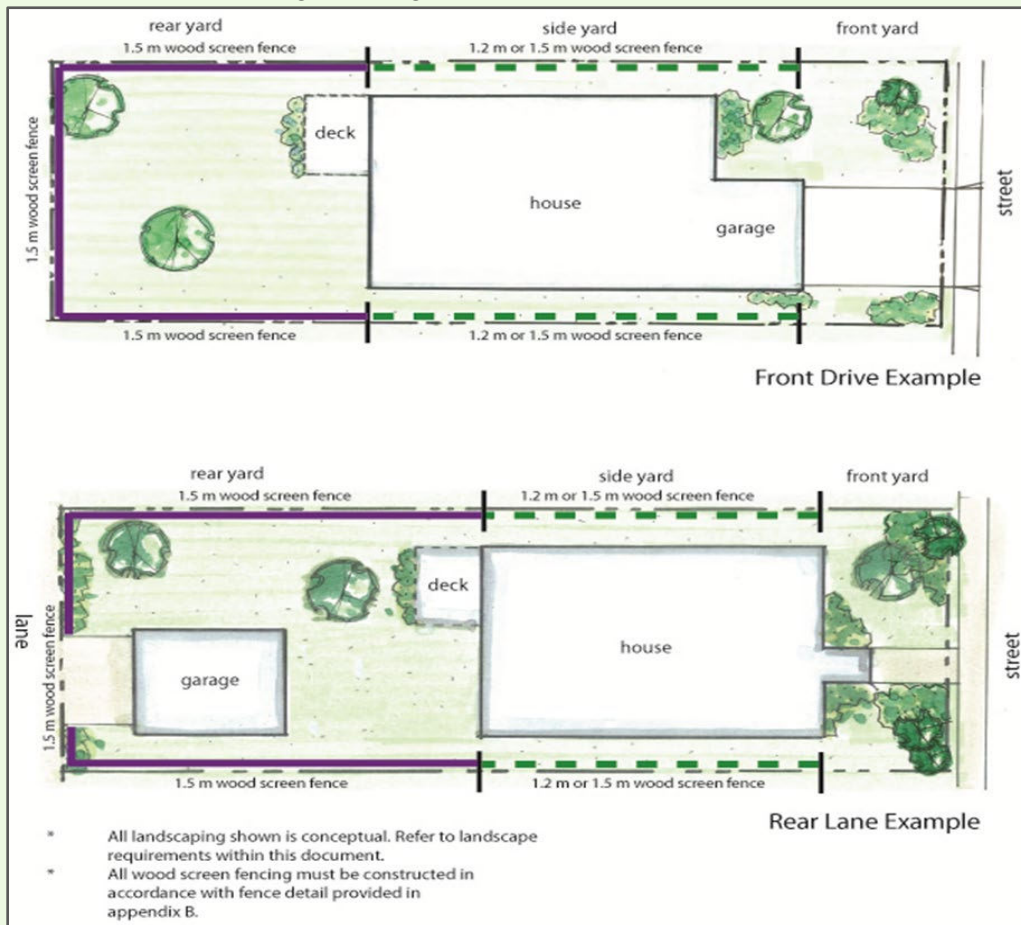 rear yard
side yard
front yard
1.5 m wood screen fence
1.2 m or 1.5 m wood screen fence
1.5 m wood screen fence
deck
house
garage
street
1.5 m wood screen fence
1.2 m or 1.5 m wood screen fence
Front Drive Example
rear yard
side yard
front yard
1.5 m wood screen fence
1.2 m or 1.5 m wood screen fence
lane
1.5 m wood screen fence
deck
house
garage
street
1.5 m wood screen fence
1.2 m or 1.5 m wood screen fence
Rear Lane Example
* All landscaping shown is conceptual. Refer to landscape
requirements within this document.
* All wood screen fencing must be constructed in
accordance with fence detail provided in
appendix B.